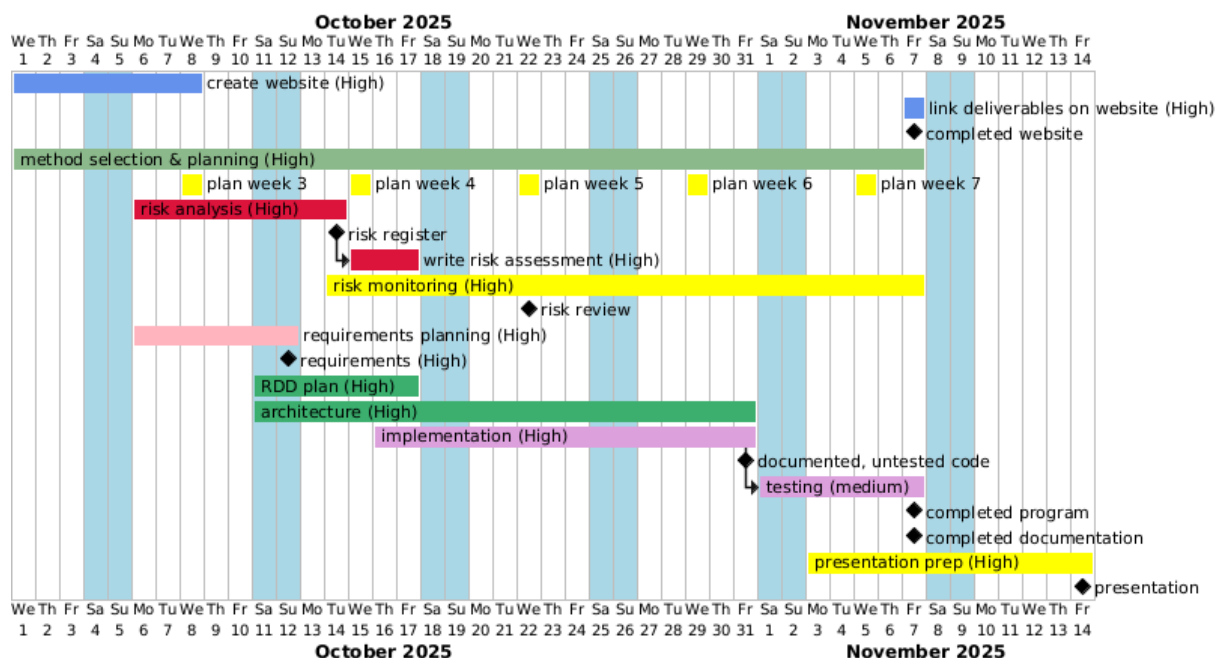 October 2025 November 2025
We Th Fr Sa Su Mo Tu We Th Fr Sa Su Mo Tu We Th Fr Sa Su Mo Tu We Th Fr Sa Su Mo Tu We Th Fr Sa Su Mo Tu We Th Fr Sa Su Mo Tu We Th Fr
1 2 3 4 5 6 7 8 9 10 11 12 13 14 15 16 17 18 19 20 21 22 23 24 25 26 27 28 29 30 31 1 2 3 4 5 6 7 8 9 10 11 12 13 14
create website (High)
link deliverables on website (High)
completed website
method selection & planning (High)
plan week 3 plan week 4 plan week 5 plan week 6 plan week 7
risk analysis (High)
risk register
write risk assessment (High)
risk monitoring (High)
risk review
requirements planning (High)
requirements (High)
RDD plan (High)
architecture (High)
implementation (High)
documented, untested code
testing (medium)
completed program
completed documentation
presentation prep (High)
presentation
We Th Fr Sa Su Mo Tu We Th Fr Sa Su Mo Tu We Th Fr Sa Su Mo Tu We Th Fr Sa Su Mo Tu We Th Fr Sa Su Mo Tu We Th Fr Sa Su Mo Tu We Th Fr
1 2 3 4 5 6 7 8 9 10 11 12 13 14 15 16 17 18 19 20 21 22 23 24 25 26 27 28 29 30 31 1 2 3 4 5 6 7 8 9 10 11 12 13 14
October 2025 November 2025